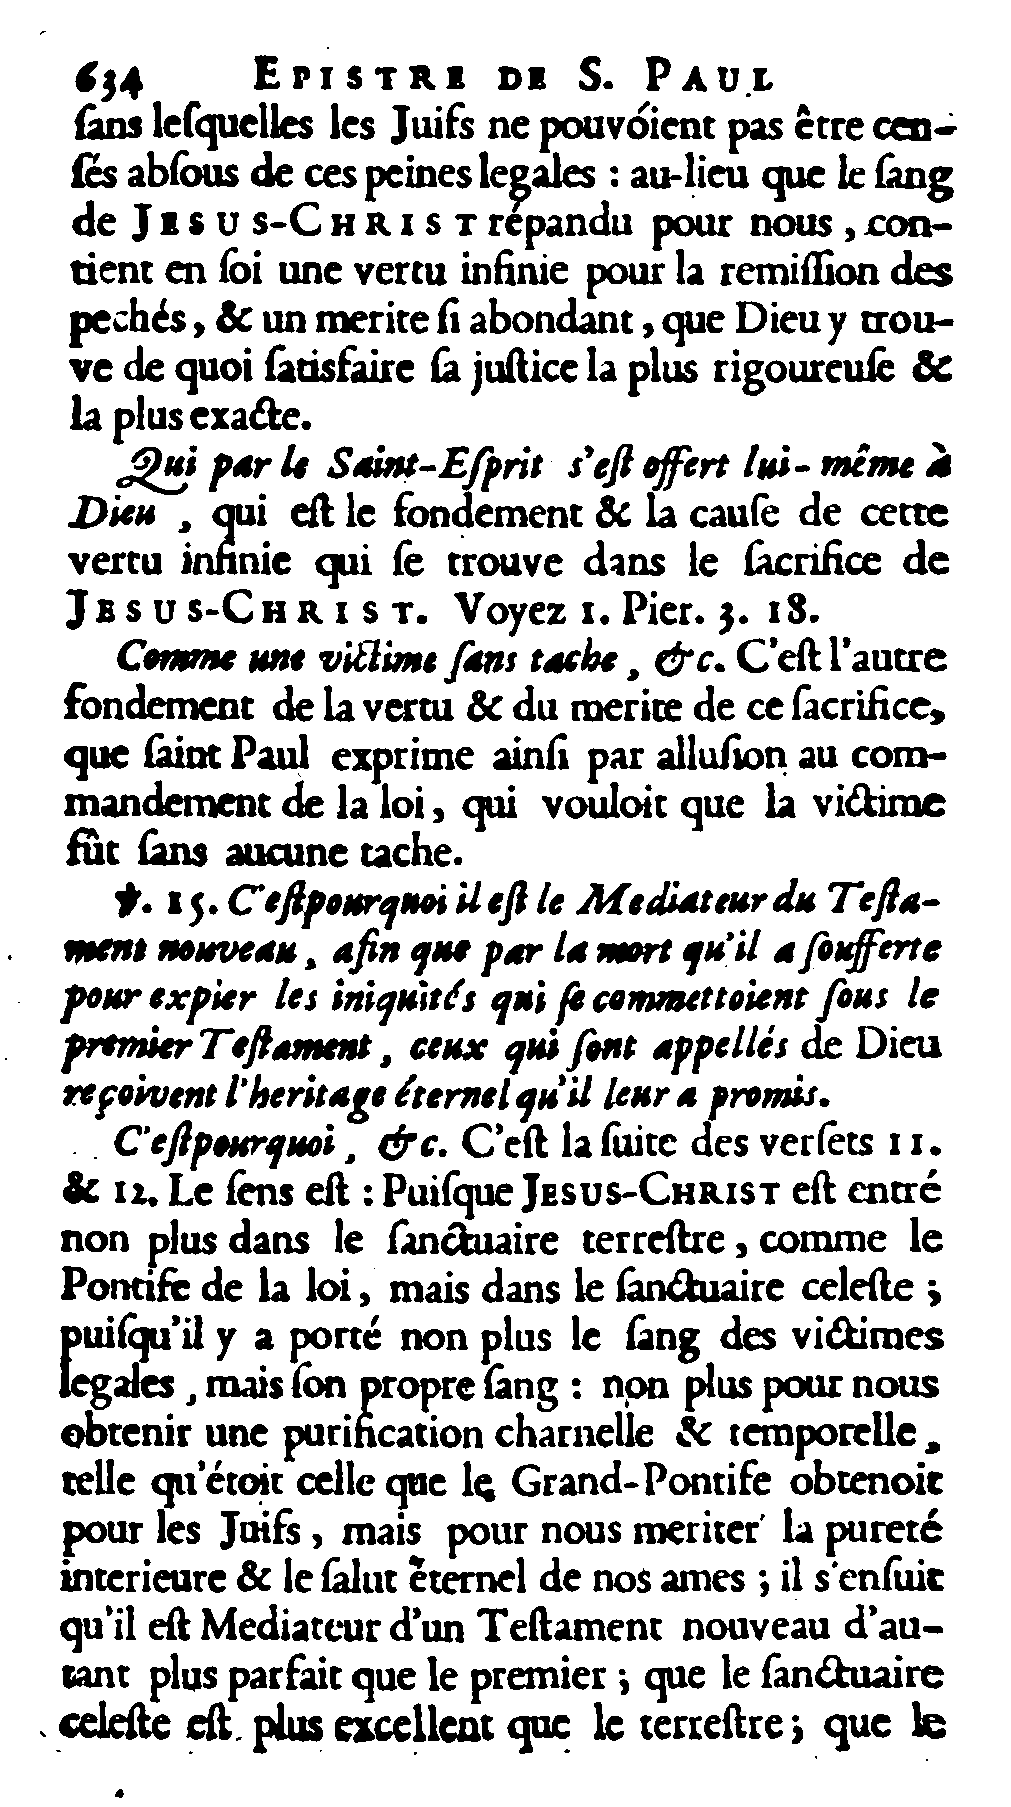 634 EPISTRE DE S. PAUL
ſans leſquelles les Juifs ne pouvóient pas être cen-
ſés abſous de ces peines legales : au-lieu que le ſang
de JESUS-CHRIST répandu pour nous, con-
tient en ſoi une vertu infinie pour la remiſſion des
pechés, & un merite ſi abondant, que Dieu y trou-
ve de quoi ſatisfaire ſa juſtice la plus rigoureuſe &
la plus exacte.
Qui par le Saint-Eſprit s'eſt offert lui-même à
Dieu, qui eſt le fondement & la cauſe de cette
vertu infinie qui ſe trouve dans le ſacrifice de
JESUS-CHRIST. Voyez 1. Pier. 3. 18.
Comme une victime ſans tache, &c. C'eſt l'autre
fondement de la vertu & du merite de ce ſacrifice,
que ſaint Paul exprime ainſi par alluſion au com-
mandement de la loi, qui vouloit que la victime
fût ſans aucune tache.
℣. 15. C'eſtpourquoi il eſt le Mediateur du Teſta-
ment nouveau, afin que par la mort qu'il a ſoufferte
pour expier les iniquités qui ſe commettoient ſous le
premier Teſtament, ceux qui ſont appellés de Dieu
reçoivent l'heritage éternel qu'il leur a promis.
C'eſtpourquoi, &c. C'eſt la ſuite des verſets 11.
& 12. Le ſens eſt : Puiſque JESUS-CHRIST eſt entré
non plus dans le ſanctuaire terreſtre, comme le
Pontife de la loi, mais dans le ſanctuaire celeſte ;
puiſqu'il y a porté non plus le ſang des victimes
legales, mais ſon propre ſang : non plus pour nous
obtenir une purification charnelle & temporelle,
telle qu'étoit celle que le Grand-Pontife obtenoit
pour les Juifs, mais pour nous meriter la pureté
interieure & le ſalut éternel de nos ames ; il s'enſuit
qu'il eſt Mediateur d'un Teſtament nouveau d'au-
tant plus parfait que le premier ; que le ſanctuaire
celeſte eſt plus excellent que le terreſtre ; que le